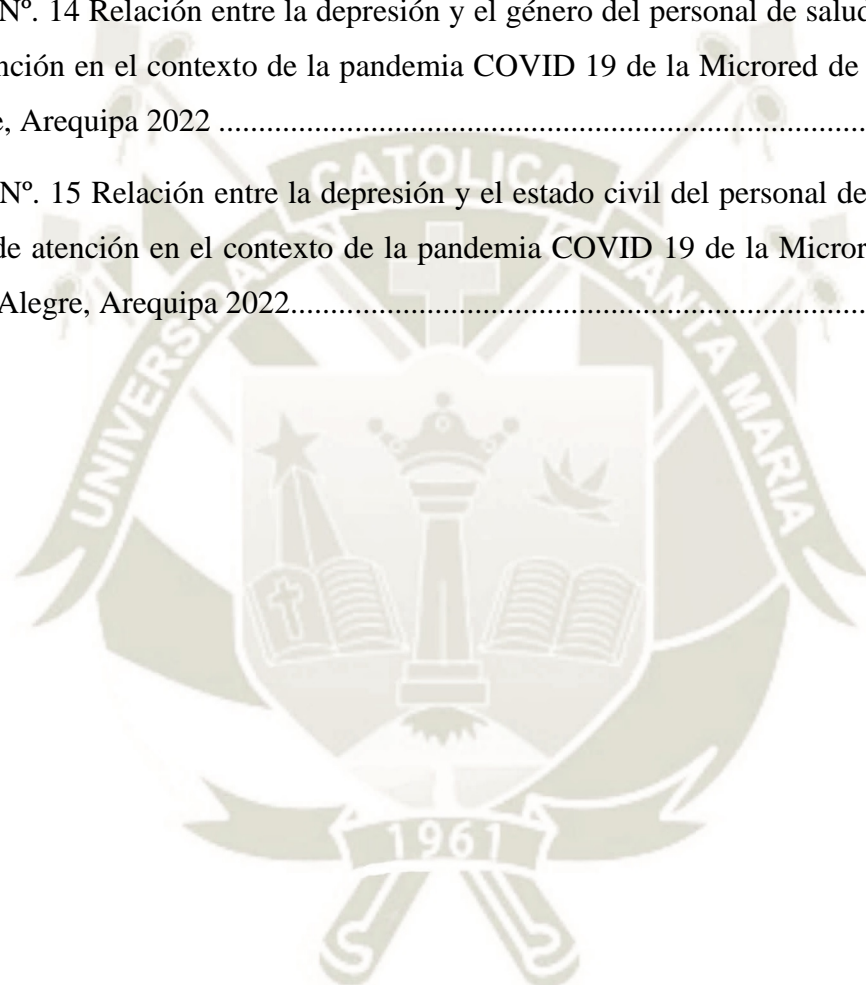 Nº. 14 Relación entre la depresión y el género del personal de salud
nción en el contexto de la pandemia COVID 19 de la Microred de
e, Arequipa 2022 ....................................................................................
Nº. 15 Relación entre la depresión y el estado civil del personal de
de atención en el contexto de la pandemia COVID 19 de la Micror
Alegre, Arequipa 2022...........................................................................
UNIVERSIDAD CATOLICA SANTA MARIA
1961